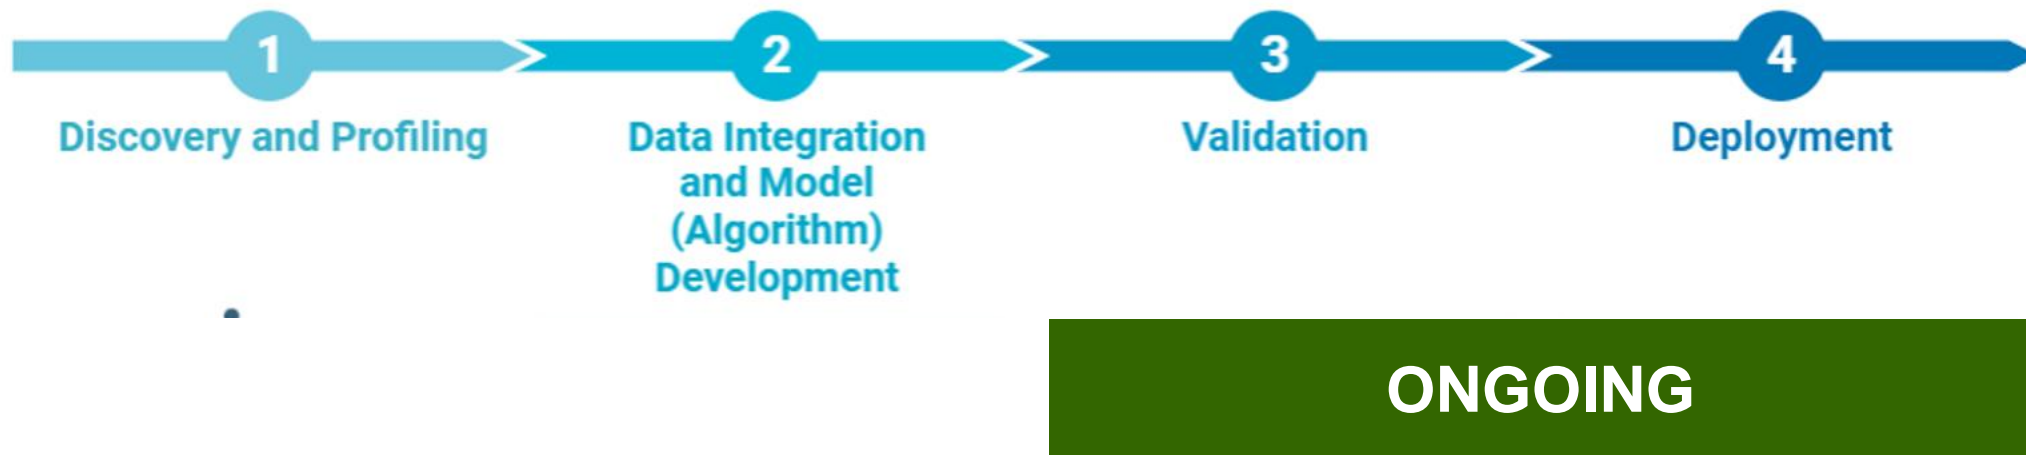 1
2
3
4
Discovery and Profiling
Data Integration
and Model
(Algorithm)
Development
Validation
Deployment
ONGOING